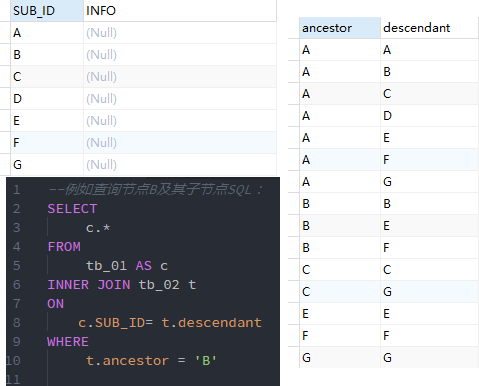 SUB_ID INFO
A (Null)
B (Null)
C (Null)
D (Null)
E (Null)
F (Null)
G (Null)
1 --例如查询节点B及其子节点SQL：
2 SELECT
3 c.*
4 FROM
5 tb_01 AS c
6 INNER JOIN tb_02 t
7 ON
8 c.SUB_ID= t.descendant
9 WHERE
10 t.ancestor = 'B'
11
ancestor descendant
A A
A B
A C
A D
A E
A F
A G
B B
B E
B F
C C
C G
E E
F F
G G